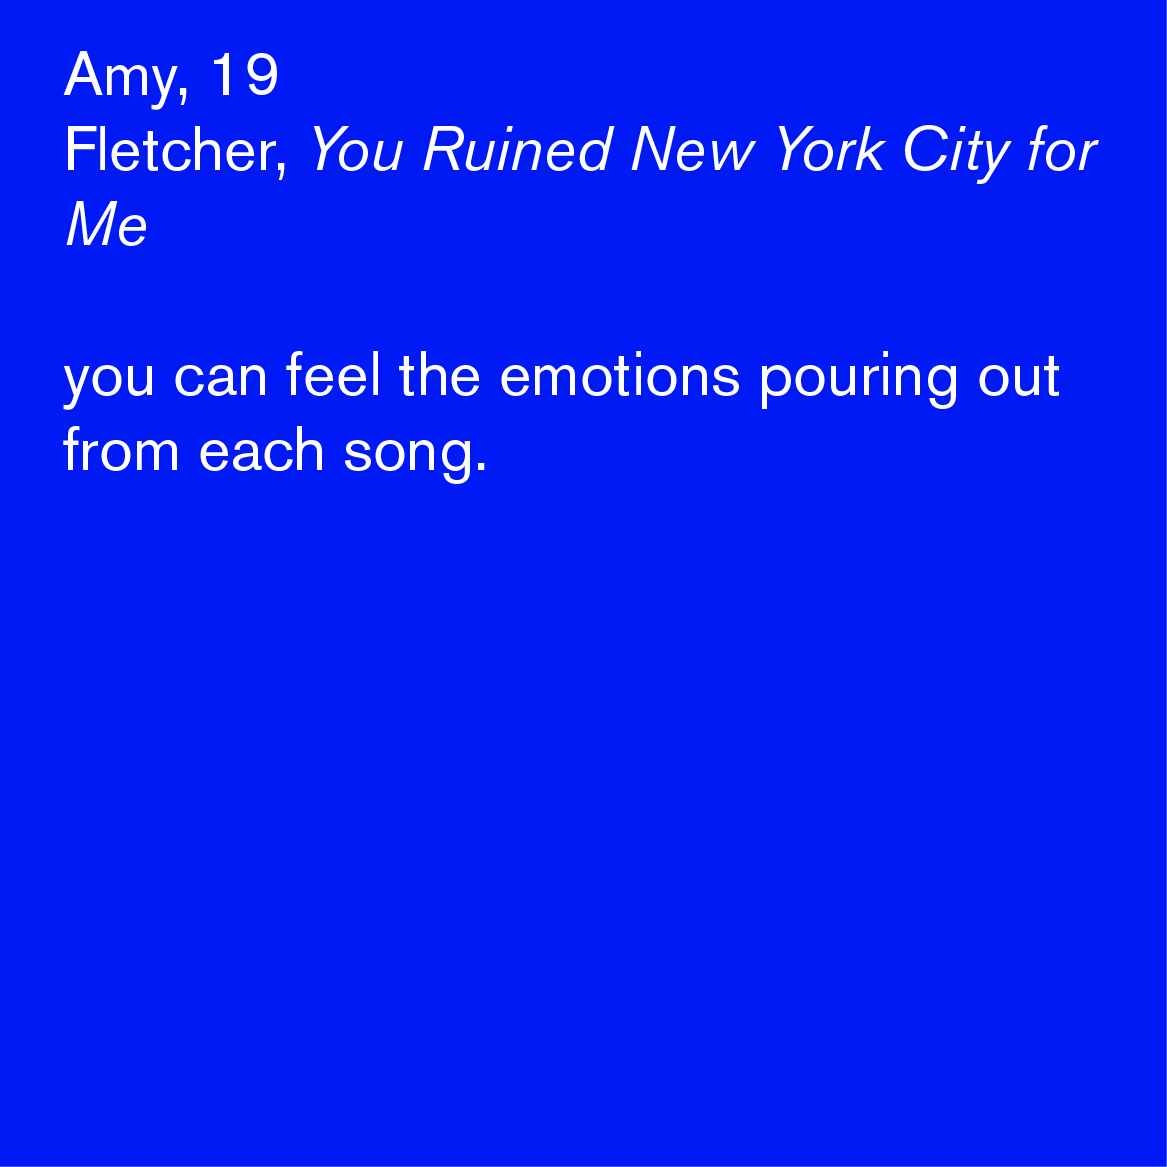 Amy, 19
Fletcher, You Ruined New York City for
Me
you can feel the emotions pouring out
from each song.